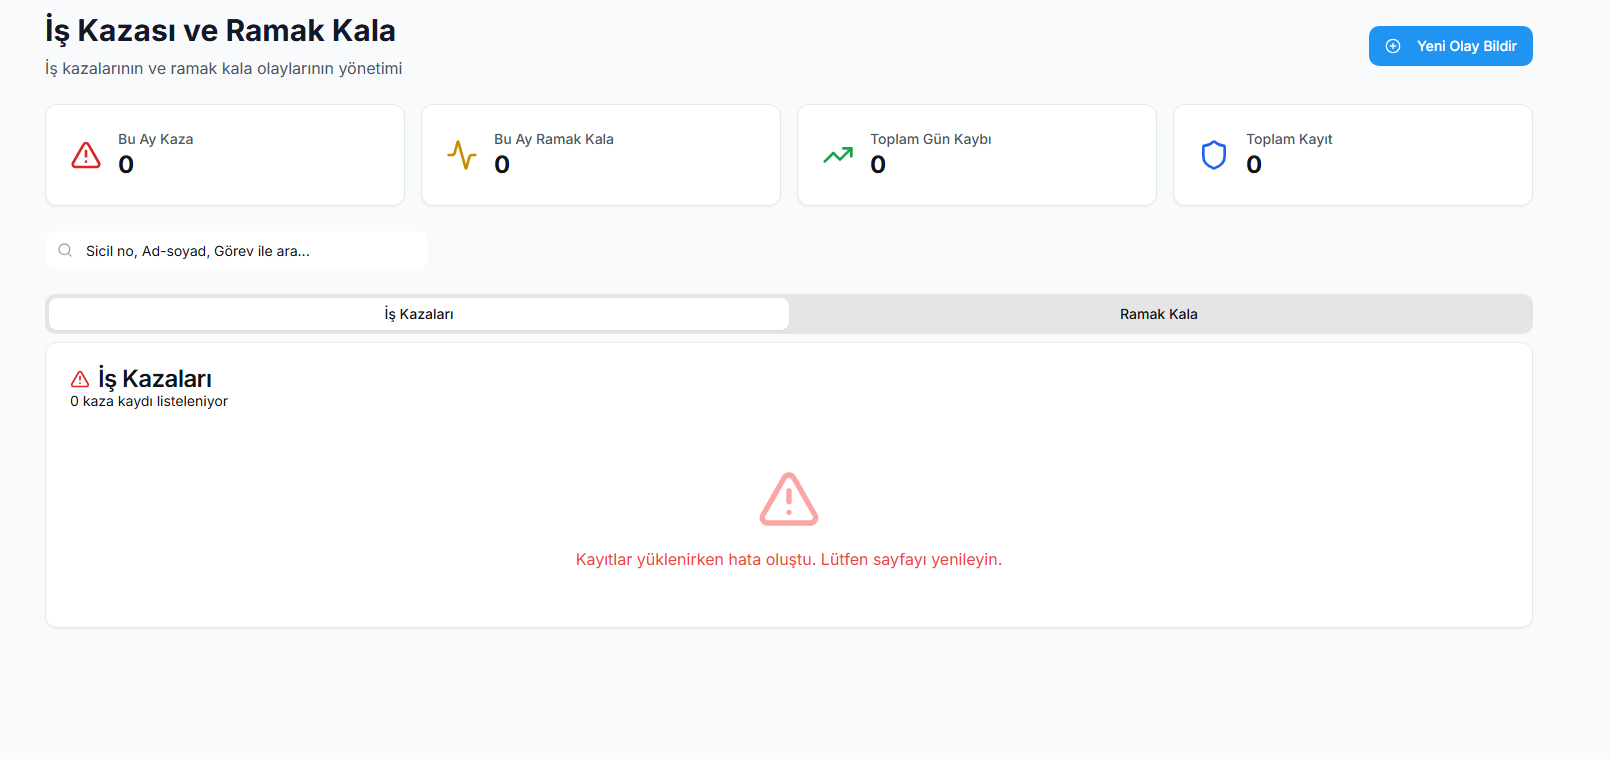 İş Kazası ve Ramak Kala
İş kazalarının ve ramak kala olaylarının yönetimi
Yeni Olay Bildir
Bu Ay Kaza
0
Bu Ay Ramak Kala
0
Toplam Gün Kaybı
0
Toplam Kayıt
0
Sicil no, Ad-soyad, Görev ile ara...
İş Kazaları
Ramak Kala
İş Kazaları
0 kaza kaydı listeleniyor
Kayıtlar yüklenirken hata oluştu. Lütfen sayfayı yenileyin.